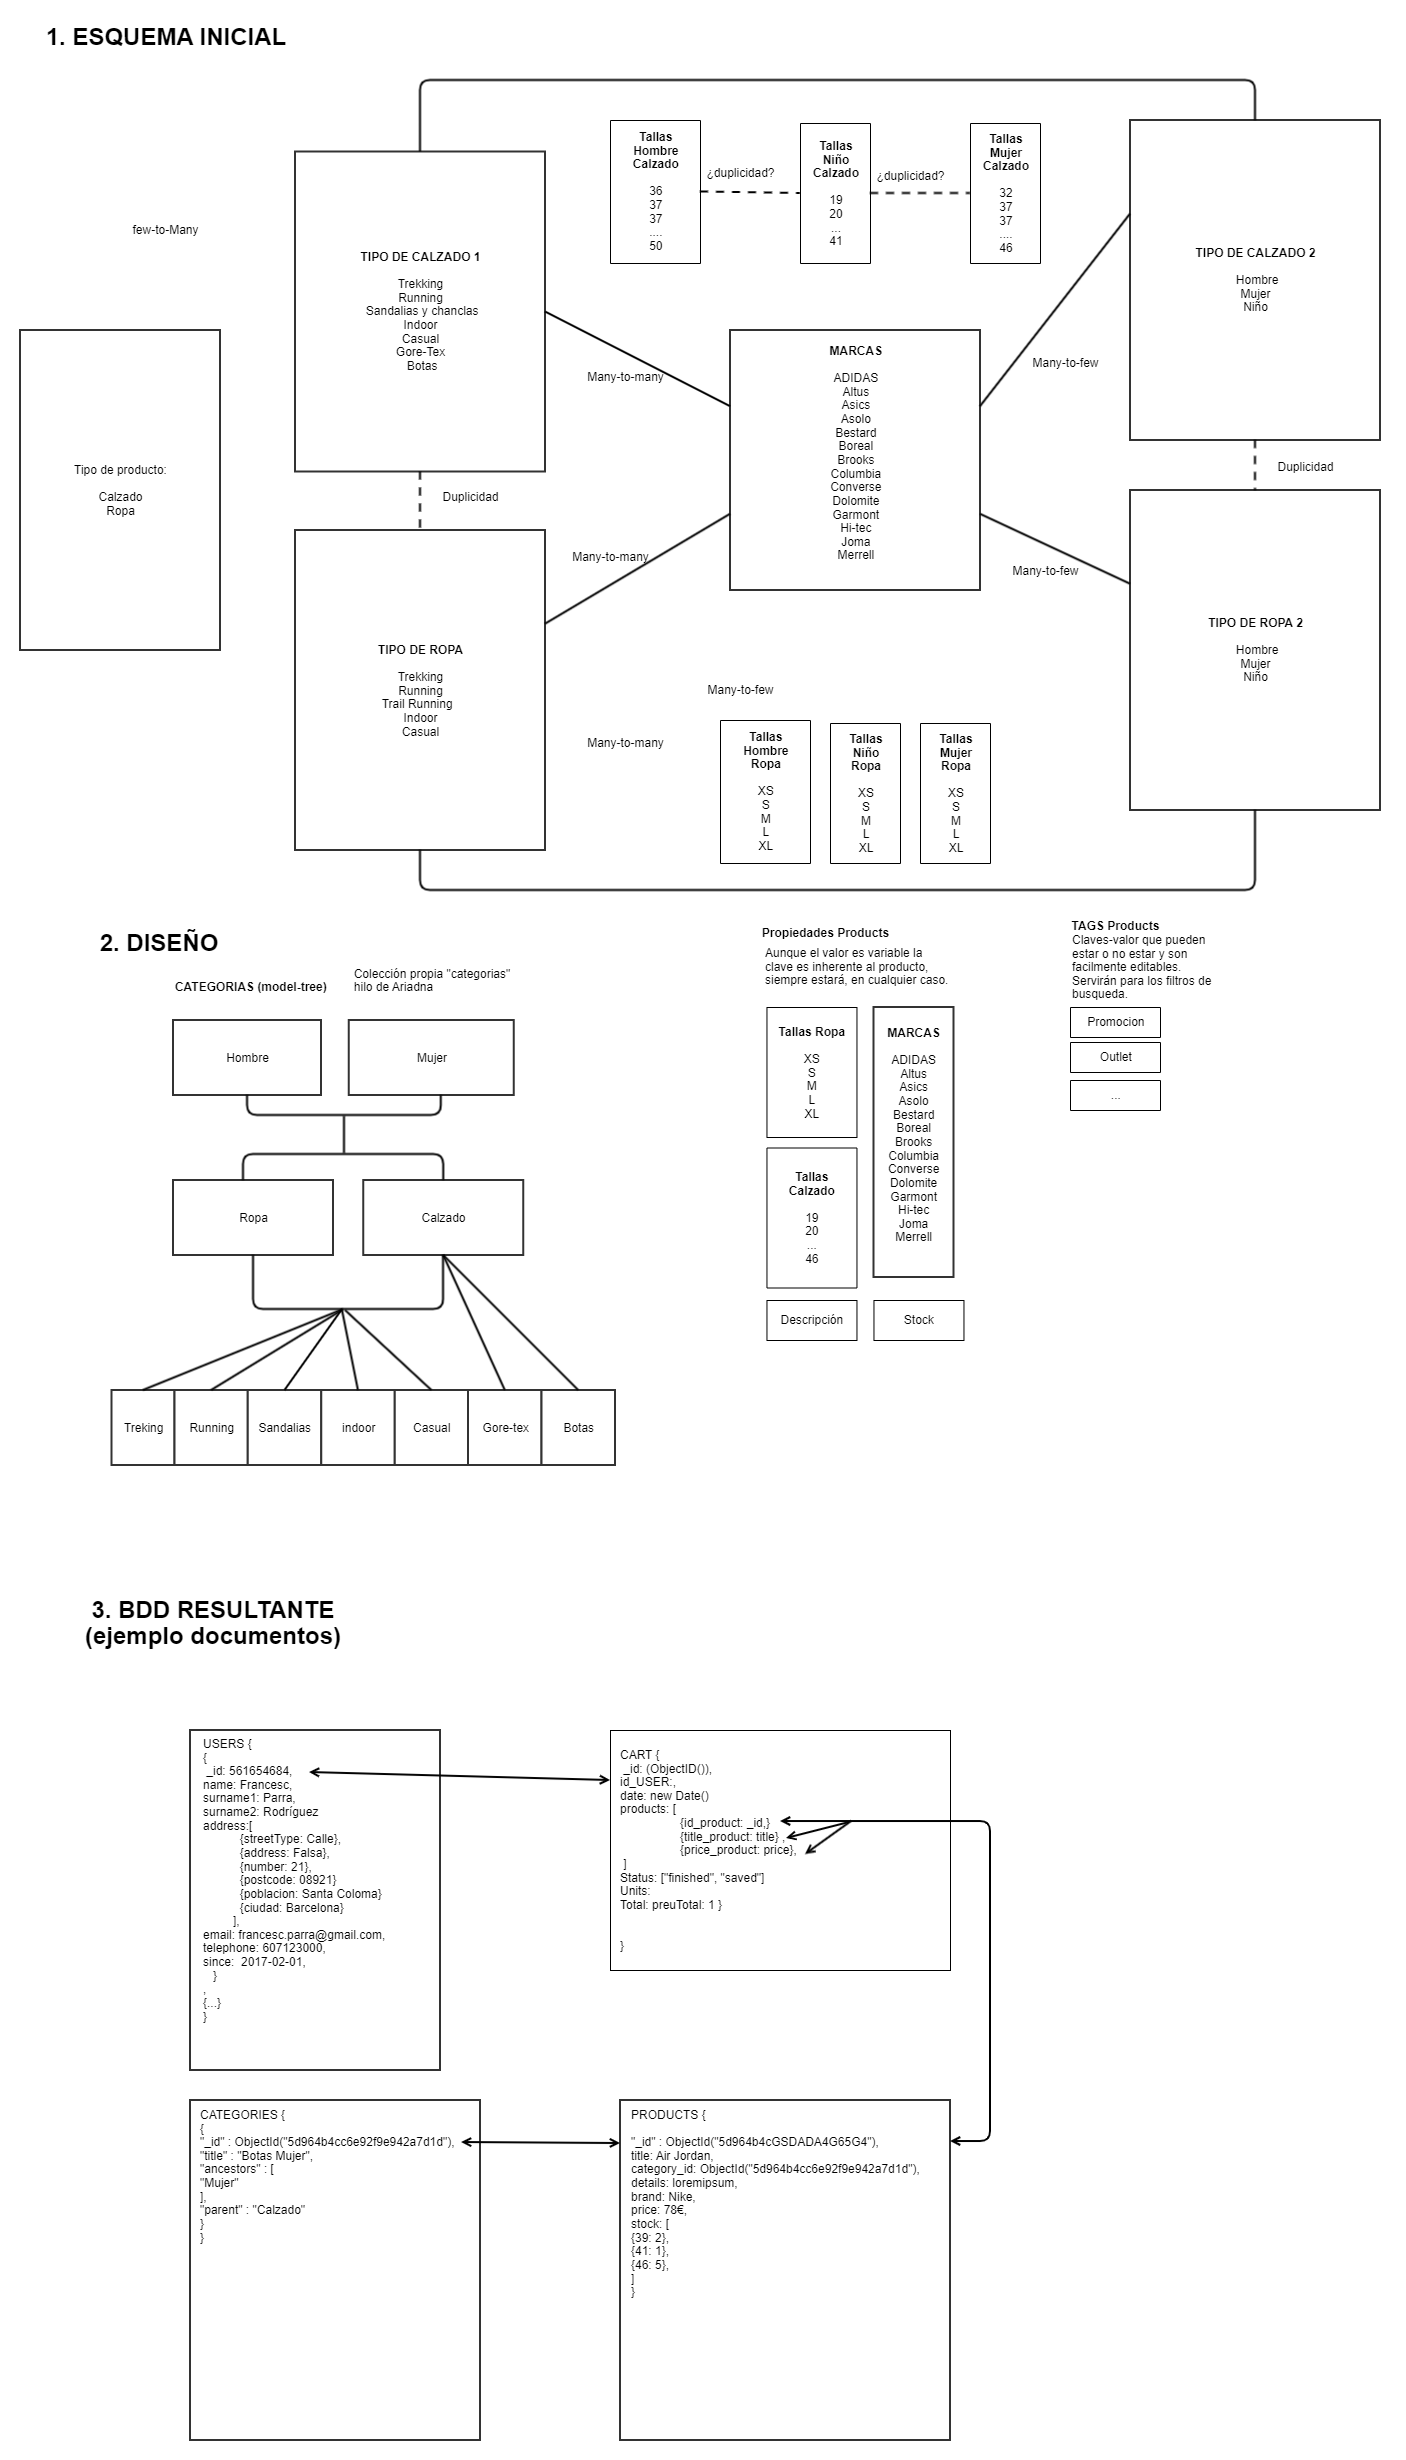 1. ESQUEMA INICIAL
few-to-Many
Tipo de producto:
Calzado
Ropa
TIPO DE CALZADO 1
Trekking
Running
Sandalias y chanclas
Indoor
Casual
Gore-Tex
Botas
Duplicidad
TIPO DE ROPA
Trekking
Running
Trail Running
Indoor
Casual
Tallas
Hombre
Calzado
36
37
37
....
50
¿duplicidad?
Tallas
Niño
Calzado
19
20
...
41
¿duplicidad?
Tallas
Mujer
Calzado
32
37
37
....
46
Many-to-many
Many-to-many
MARCAS
ADIDAS
Altus
Asics
Asolo
Bestard
Boreal
Brooks
Columbia
Converse
Dolomite
Garmont
Hi-tec
Joma
Merrell
Many-to-few
Many-to-few
TIPO DE CALZADO 2
Hombre
Mujer
Niño
Duplicidad
TIPO DE ROPA 2
Hombre
Mujer
Niño
Many-to-few
Many-to-many
Tallas
Hombre
Ropa
XS
S
M
L
XL
Tallas
Niño
Ropa
XS
S
M
L
XL
Tallas
Mujer
Ropa
XS
S
M
L
XL
2. DISEÑO
CATEGORIAS (model-tree)
Colección propia "categorias"
hilo de Ariadna
Hombre
Mujer
Ropa
Calzado
Treking
Running
Sandalias
indoor
Casual
Gore-tex
Botas
Propiedades Products
Aunque el valor es variable la
clave es inherente al producto,
siempre estará, en cualquier caso.
Tallas Ropa
XS
S
M
L
XL
Tallas
Calzado
19
20
...
46
MARCAS
ADIDAS
Altus
Asics
Asolo
Bestard
Boreal
Brooks
Columbia
Converse
Dolomite
Garmont
Hi-tec
Joma
Merrell
Descripción
Stock
TAGS Products
Claves-valor que pueden
estar o no estar y son
facilmente editables.
Servirán para los filtros de
busqueda.
Promocion
Outlet
...
3. BDD RESULTANTE
(ejemplo documentos)
USERS {
{
_id: 561654684,
name: Francesc,
surname1: Parra,
surname2: Rodríguez
address:[
{streetType: Calle},
{address: Falsa},
{number: 21},
{postcode: 08921}
{poblacion: Santa Coloma}
{ciudad: Barcelona}
],
email: francesc.parra@gmail.com,
telephone: 607123000,
since:  2017-02-01,
}
,
{...}
}
CART {
_id: (ObjectID()),
id_USER:,
date: new Date()
products: [
{id_product: _id,}
{title_product: title} ,
{price_product: price},
]
Status: ["finished", "saved"]
Units:
Total: preuTotal: 1 }
}
CATEGORIES {
{
"_id" : ObjectId("5d964b4cc6e92f9e942a7d1d"),
"title" : "Botas Mujer",
"ancestors" : [
"Mujer"
],
"parent" : "Calzado"
}
}
PRODUCTS {
"_id" : ObjectId("5d964b4cGSDADA4G65G4"),
title: Air Jordan,
category_id: ObjectId("5d964b4cc6e92f9e942a7d1d"),
details: loremipsum,
brand: Nike,
price: 78€,
stock: [
{39: 2},
{41: 1},
{46: 5},
]
}